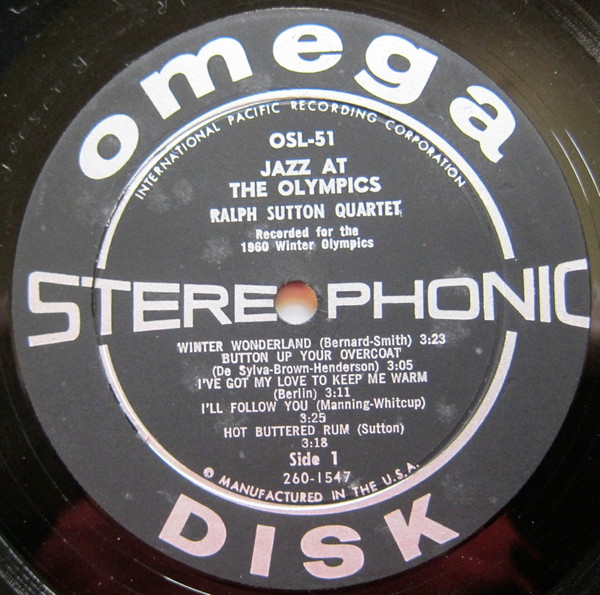 omega
INTERNATIONAL PACIFIC RECORDING CORPORATION
OSL-51
JAZZ AT
THE OLYMPICS
RALPH SUTTON QUARTET
Recorded for the
1960 Winter Olympics
STEREOPHONIC
WINTER WONDERLAND (Bernard-Smith) 3:23
BUTTON UP YOUR OVERCOAT
(De Sylva-Brown-Henderson) 3:05
I'VE GOT MY LOVE TO KEEP ME WARM
(Berlin) 3:11
I'LL FOLLOW YOU (Manning-Whitcup)
3:25
HOT BUTTERED RUM (Sutton)
3:18
Side 1
260-1547
© MANUFACTURED IN THE U.S.A.
DISK